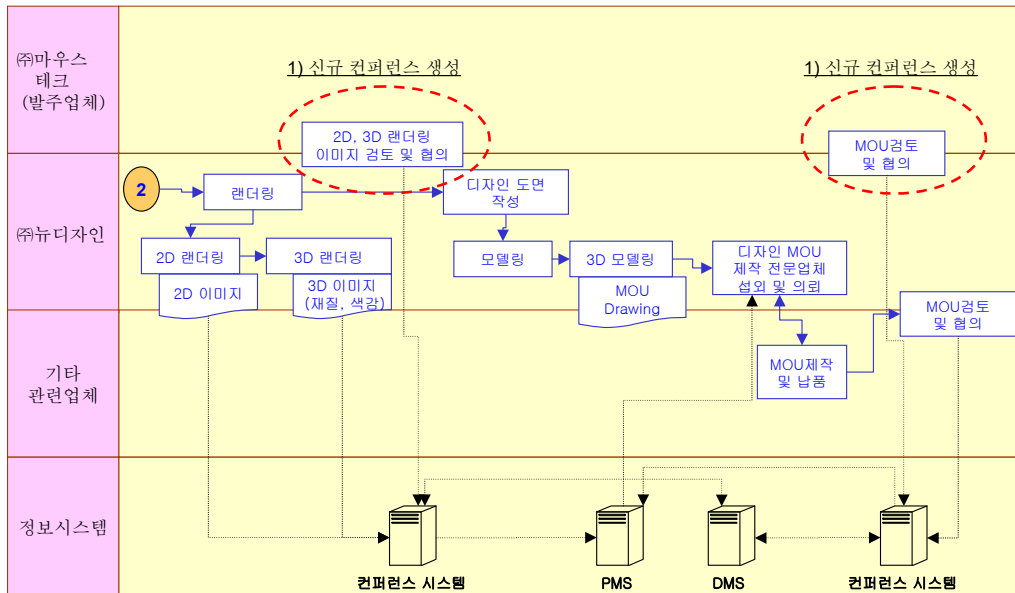 ㈜마우스
테크
(발주업체)
1) 신규 컨퍼런스 생성
1) 신규 컨퍼런스 생성
2D, 3D 랜더링
이미지 검토 및 협의
MOU검토
및 협의
㈜뉴디자인
2
랜더링
디자인 도면
작성
2D 랜더링
3D 랜더링
모델링
3D 모델링
디자인 MOU
제작 전문업체
섭외 및 의뢰
2D 이미지
3D 이미지
(재질, 색감)
MOU
Drawing
MOU검토
및 협의
기타
관련업체
MOU제작
및 납품
정보시스템
컨퍼런스 시스템
PMS
DMS
컨퍼런스 시스템